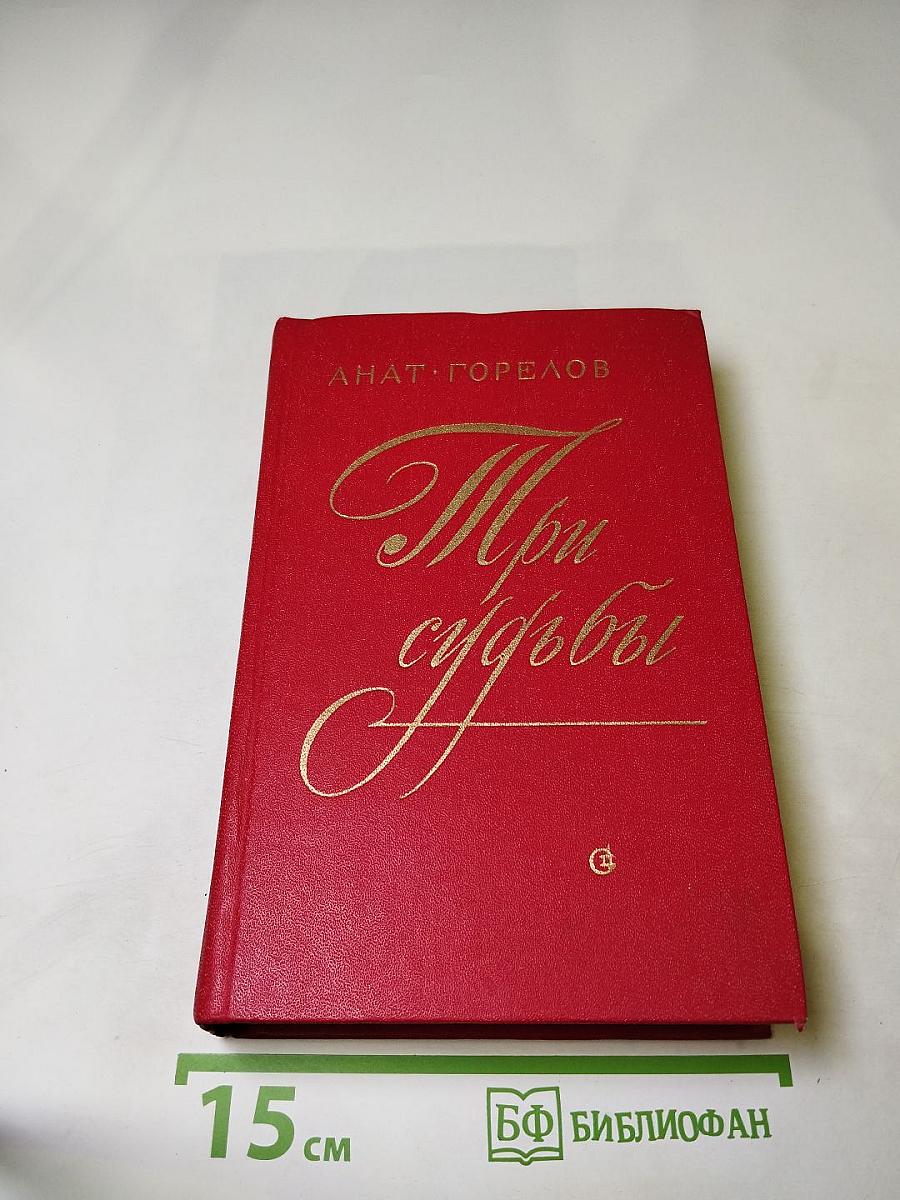 АНАТ · ГОРЕЛОВ
Три
судьбы
15 см
БФ БИБЛИОФАН